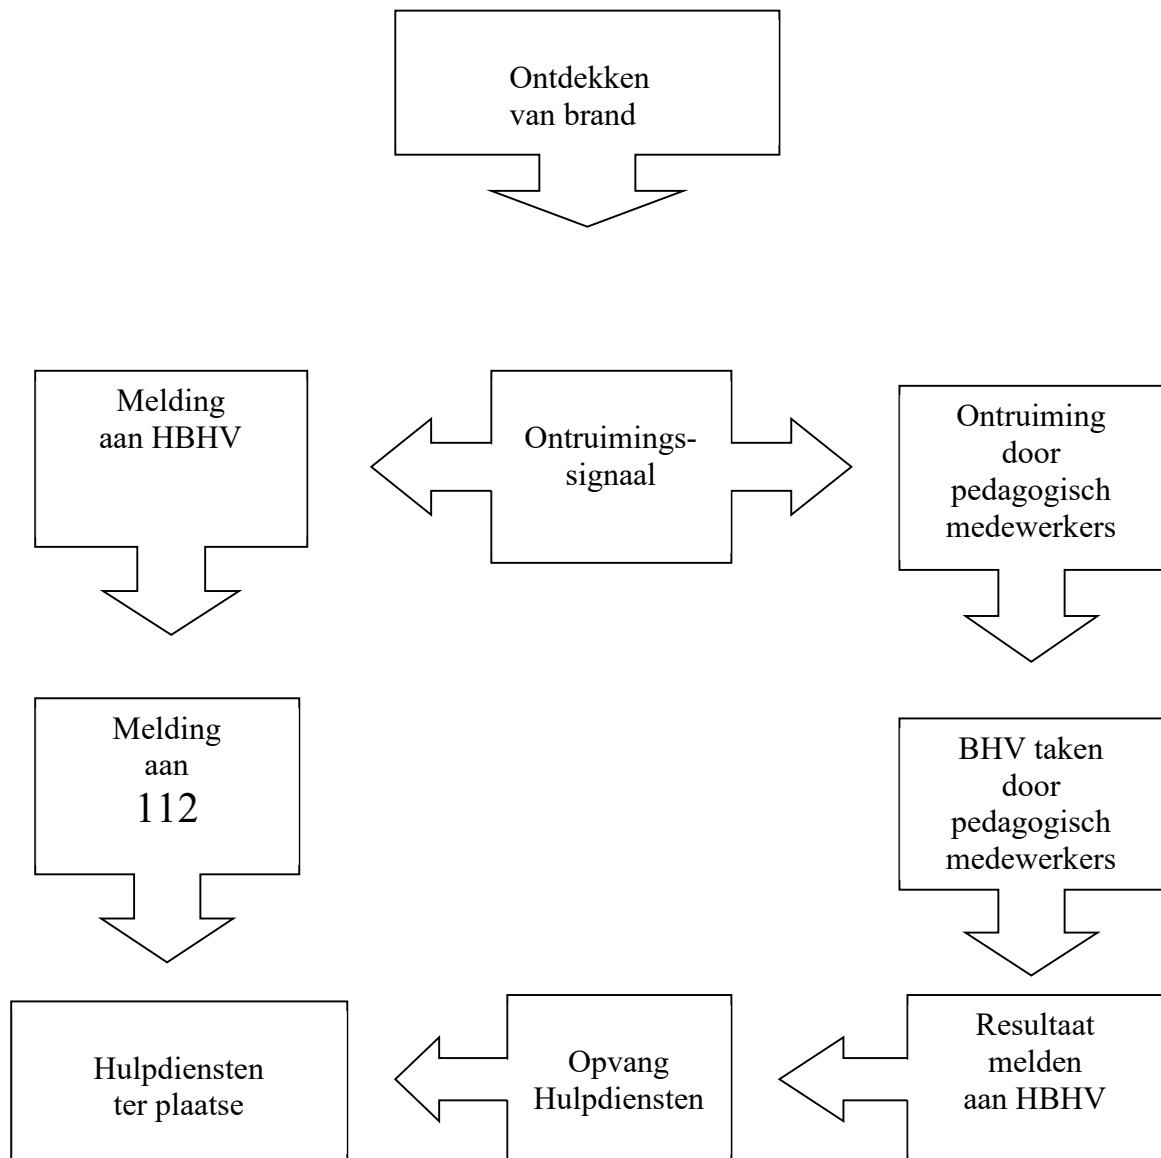 Ontdekken
van brand
Melding
aan HBHV
Ontruimings-
signaal
Ontruiming
door
pedagogisch
medewerkers
Melding
aan
112
BHV taken
door
pedagogisch
medewerkers
Hulpdiensten
ter plaatse
Opvang
Hulpdiensten
Resultaat
melden
aan HBHV